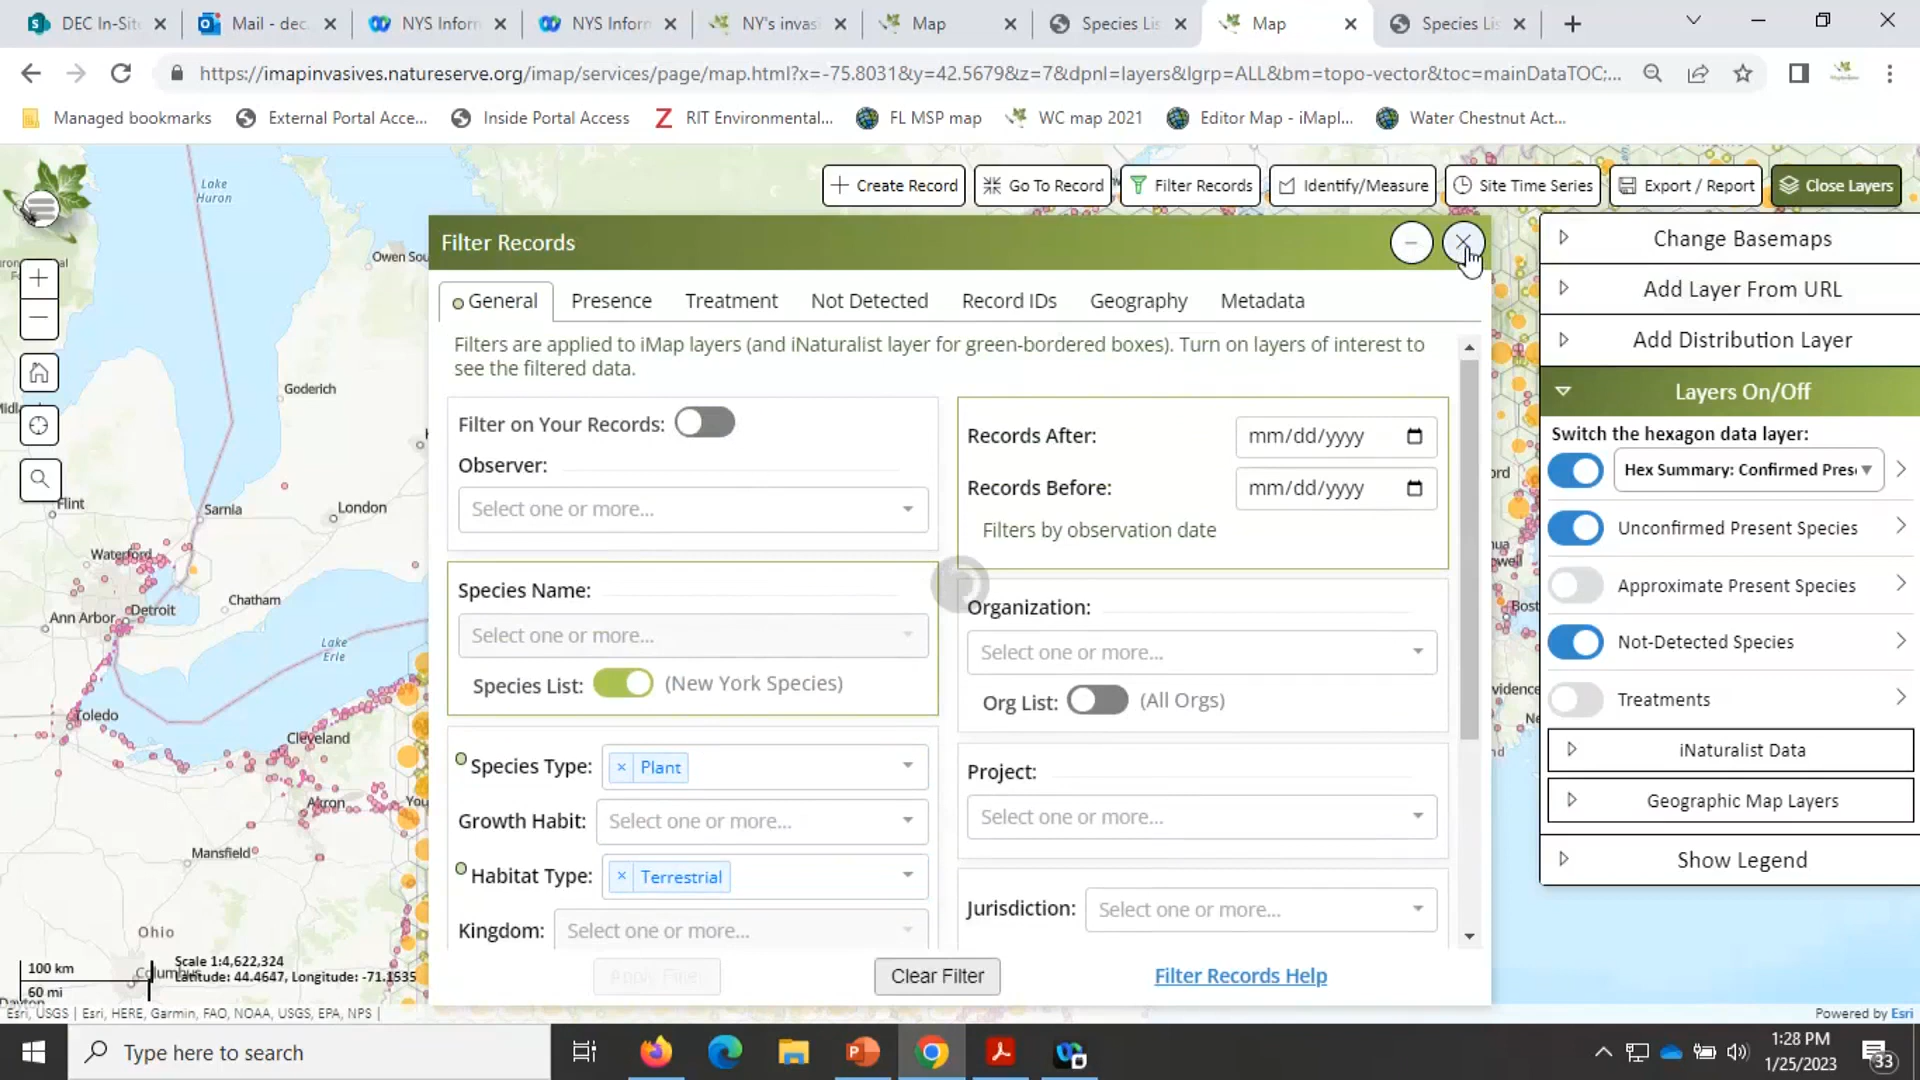 DEC In-Sit
Mail - dec.
NYS Inforn
NYS Inforn
NY's invasi
Map
Species Lis
Map
Species Lis
https://imapinvasives.natureserve.org/imap/services/page/map.html?x=-75.8031&y=42.5679&z=7&dpnl=layers&lgrp=ALL&bm=topo-vector&toc=mainDataTOC;...
Managed bookmarks
External Portal Acce...
Inside Portal Access
RIT Environmental...
FL MSP map
WC map 2021
Editor Map - iMapI...
Water Chestnut Act...
Create Record
Go To Record
Filter Records
Identify/Measure
Site Time Series
Export / Report
Close Layers
Lake
Huron
Owen Sou
Goderich
Sarnia
London
Flint
Waterford
Ann Arbor
Detroit
Chatham
Lake
Erie
Toledo
Cleveland
Akron
You
Mansfield
Ohio
Columbus
100 km
60 mi
Scale 1:4,622,324
Latitude: 44.4647, Longitude: -71.1535
Esri, USGS | Esri, HERE, Garmin, FAO, NOAA, USGS, EPA, NPS |
Powered by Esri
Filter Records
General
Presence
Treatment
Not Detected
Record IDs
Geography
Metadata
Filters are applied to iMap layers (and iNaturalist layer for green-bordered boxes). Turn on layers of interest to
see the filtered data.
Filter on Your Records:
Observer:
Select one or more...
Species Name:
Select one or more...
Species List: (New York Species)
Species Type: × Plant
Growth Habit: Select one or more...
Habitat Type: × Terrestrial
Kingdom: Select one or more...
Records After: mm/dd/yyyy
Records Before: mm/dd/yyyy
Filters by observation date
Organization:
Select one or more...
Org List: (All Orgs)
Project:
Select one or more...
Jurisdiction: Select one or more...
Apply Filter
Clear Filter
Filter Records Help
Change Basemaps
Add Layer From URL
Add Distribution Layer
Layers On/Off
Switch the hexagon data layer:
Hex Summary: Confirmed Pres
Unconfirmed Present Species
Approximate Present Species
Not-Detected Species
Treatments
iNaturalist Data
Geographic Map Layers
Show Legend
Type here to search
1:28 PM
1/25/2023
33